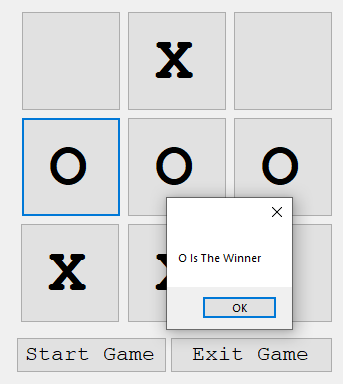 X
O O O
X X
O Is The Winner
OK
Start Game Exit Game